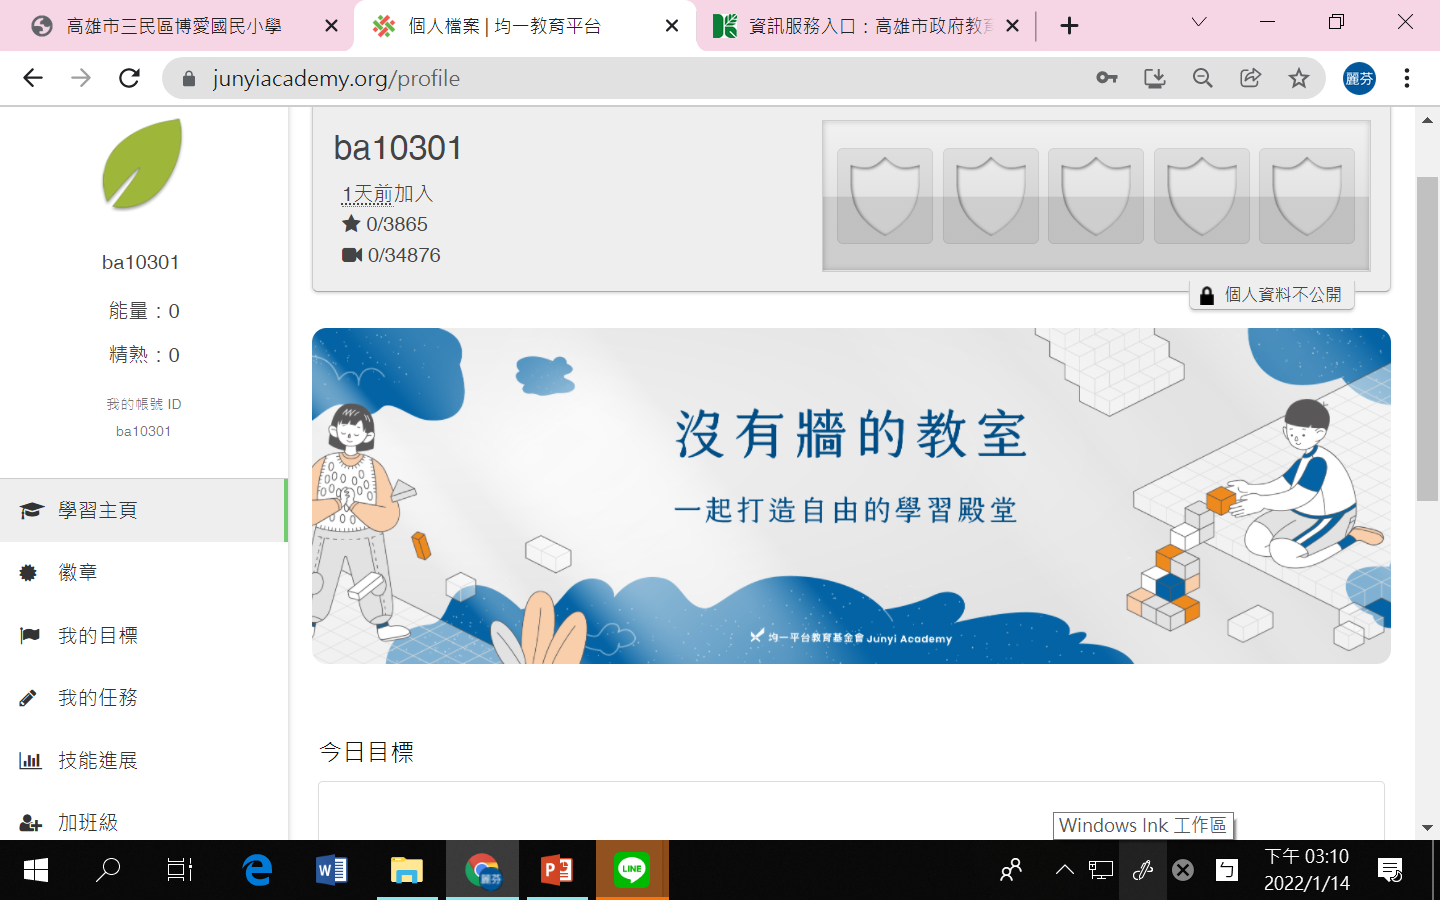 高雄市三民區博愛國民小學
個人檔案 | 均一教育平台
資訊服務入口：高雄市政府教育
junyiacademy.org/profile
麗芬
ba10301
能量：0
精熟：0
我的帳號 ID
ba10301
學習主頁
徽章
我的目標
我的任務
技能進展
加班級
ba10301
1天前加入
0/3865
0/34876
個人資料不公開
沒有牆的教室
一起打造自由的學習殿堂
均一平台教育基金會 Junyi Academy
今日目標
Windows Ink 工作區
麗芬
LINE
ㄅ
下午 03:10
2022/1/14